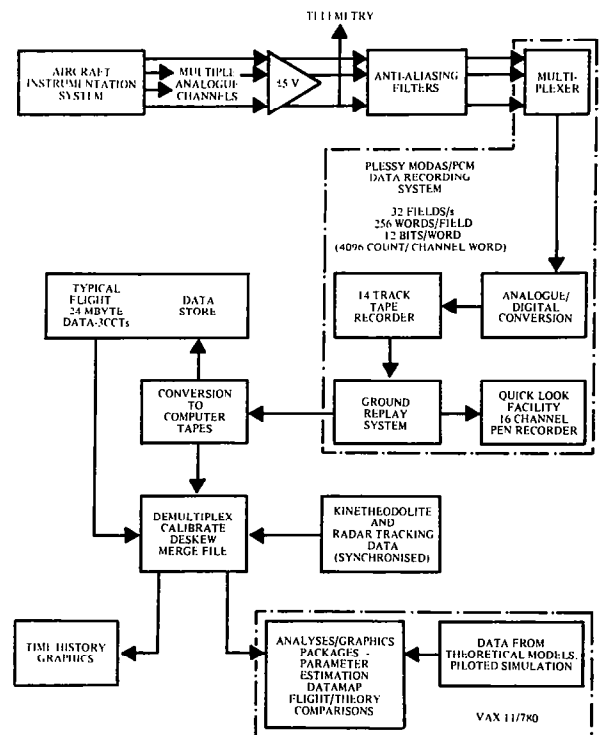 TELEMETRY
AIRCRAFT
INSTRUMENTATION
SYSTEM
MULTIPLE
ANALOGUE
CHANNELS
±5 V
ANTI-ALIASING
FILTERS
MULTI-
PLEXER
PLESSY MODAS/PCM
DATA RECORDING
SYSTEM
32 FIELDS/s
256 WORDS/FIELD
12 BITS/WORD
(4096 COUNT/ CHANNEL WORD)
TYPICAL
FLIGHT
24 MBYTE
DATA-3CCTs
DATA
STORE
14 TRACK
TAPE
RECORDER
ANALOGUE/
DIGITAL
CONVERSION
CONVERSION
TO
COMPUTER
TAPES
GROUND
REPLAY
SYSTEM
QUICK LOOK
FACILITY
16 CHANNEL
PEN RECORDER
DEMULTIPLEX
CALIBRATE
DESKEW
MERGE FILE
KINETHEODOLITE
AND
RADAR TRACKING
DATA
(SYNCHRONISED)
TIME HISTORY
GRAPHICS
ANALYSES/GRAPHICS
PACKAGES -
PARAMETER
ESTIMATION
DATAMAP
FLIGHT/THEORY
COMPARISONS
DATA FROM
THEORETICAL MODELS.
PILOTED SIMULATION
VAX 11/780